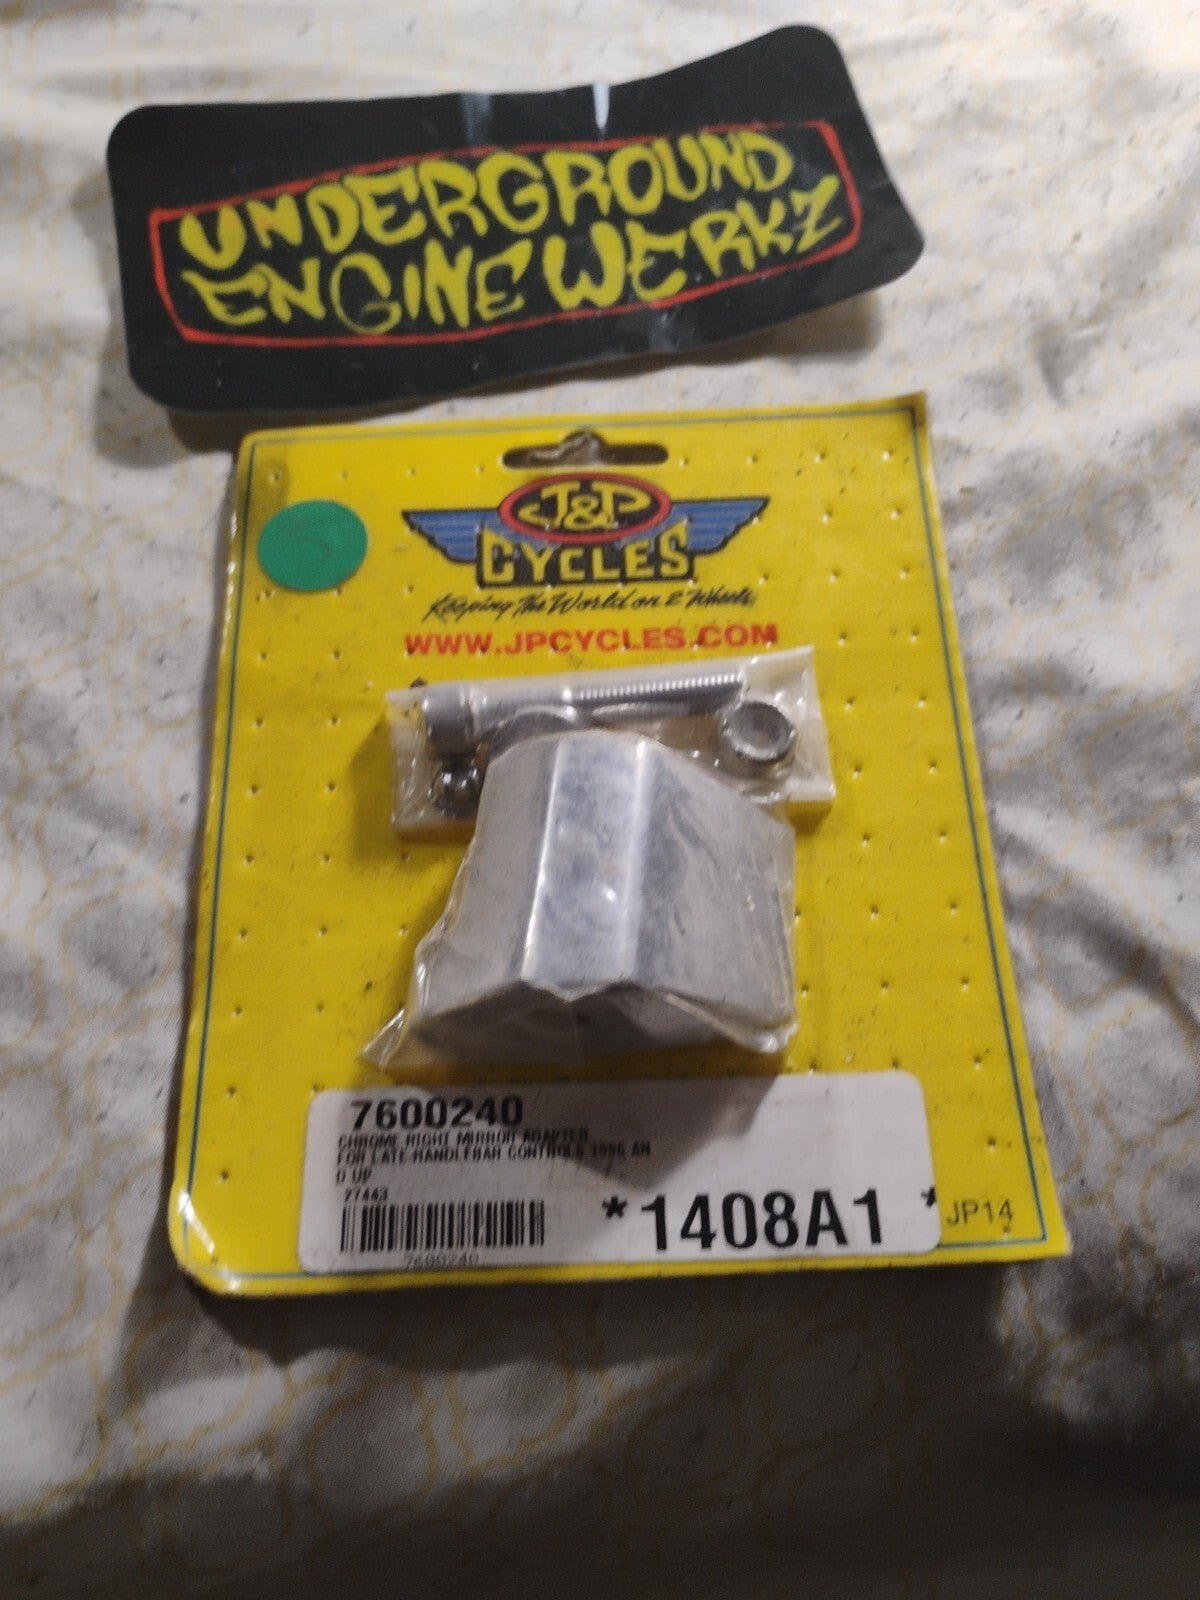 UNDERGROUND
ENGINE WERKZ
S
J&P
CYCLES
Keeping The World on 2 Wheels
WWW.JPCYCLES.COM
7600240
CHROME RIGHT MIRROR ADAPTER
FOR LATE HANDLEBAR CONTROLS 1996 AN
D UP
27443
*1408A1 *
JP14
7600240